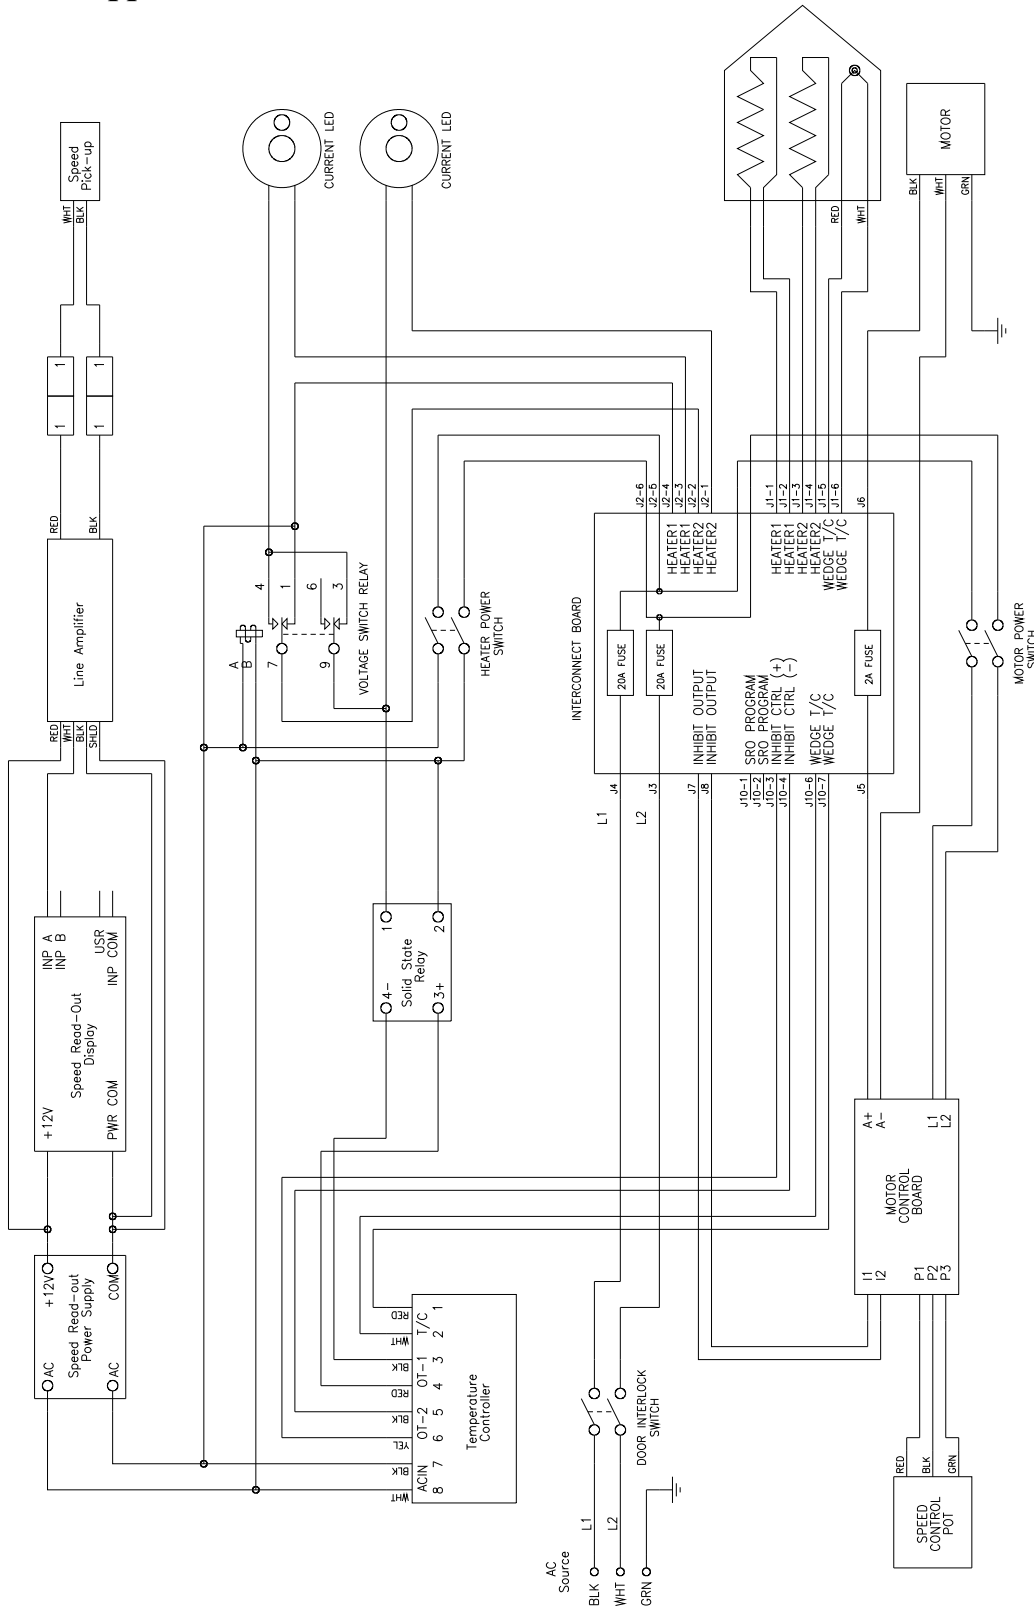 Speed
Pick-up
WHT
BLK
1
1
1
1
RED
BLK
Line Amplifier
RED
WHT
BLK
SHLD
INP A
INP B
USR
INP COM
Speed Read-Out
Display
+12V
PWR COM
+12V
COM
Speed Read-out
Power Supply
AC
AC
CURRENT LED
CURRENT LED
4
1
6
3
A
B
7
9
VOLTAGE SWITCH RELAY
HEATER POWER
SWITCH
1
2
Solid State
Relay
4-
3+
RED
WHT
BLK
RED
BLK
YEL
BLK
WHT
T/C
OT-1
OT-2
ACIN
1
2
3
4
5
6
7
8
Temperature
Controller
RED
WHT
MOTOR
BLK
WHT
GRN
J2-6
J2-5
J2-4
J2-3
J2-2
J2-1
J1-1
J1-2
J1-3
J1-4
J1-5
J1-6
J6
HEATER1
HEATER1
HEATER2
HEATER2
HEATER1
HEATER1
HEATER2
HEATER2
WEDGE T/C
WEDGE T/C
INTERCONNECT BOARD
20A FUSE
20A FUSE
2A FUSE
INHIBIT OUTPUT
INHIBIT OUTPUT
SRO PROGRAM
SRO PROGRAM
INHIBIT CTRL (+)
INHIBIT CTRL (-)
WEDGE T/C
WEDGE T/C
J4
J3
J7
J8
J10-1
J10-2
J10-3
J10-4
J10-6
J10-7
J5
L1
L2
MOTOR POWER
SWITCH
A+
A-
L1
L2
MOTOR
CONTROL
BOARD
I1
I2
P1
P2
P3
DOOR INTERLOCK
SWITCH
L1
L2
AC
Source
BLK
WHT
GRN
RED
BLK
GRN
SPEED
CONTROL
POT